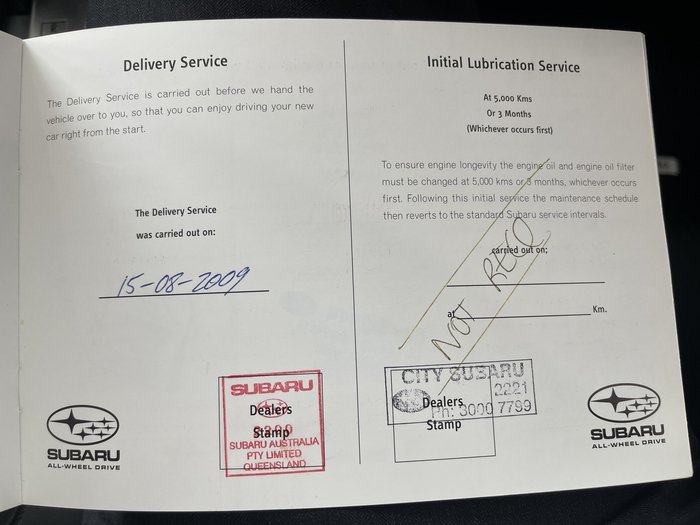 Delivery Service
The Delivery Service is carried out before we hand the
vehicle over to you, so that you can enjoy driving your new
car right from the start.
The Delivery Service
was carried out on:
15-08-2009
SUBARU
Dealers
Stamp
SUBARU AUSTRALIA
PTY LIMITED
QUEENSLAND
SUBARU
ALL-WHEEL DRIVE
Initial Lubrication Service
At 5,000 Kms
Or 3 Months
(Whichever occurs first)
To ensure engine longevity the engine oil and engine oil filter
must be changed at 5,000 kms or 3 months, whichever occurs
first. Following this initial service the maintenance schedule
then reverts to the standard Subaru service intervals.
carried out on:
NOT REQ
at Km.
CITY SUBARU
2221
Dealers
Ph: 3000 7799
Stamp
SUBARU
ALL-WHEEL DRIVE